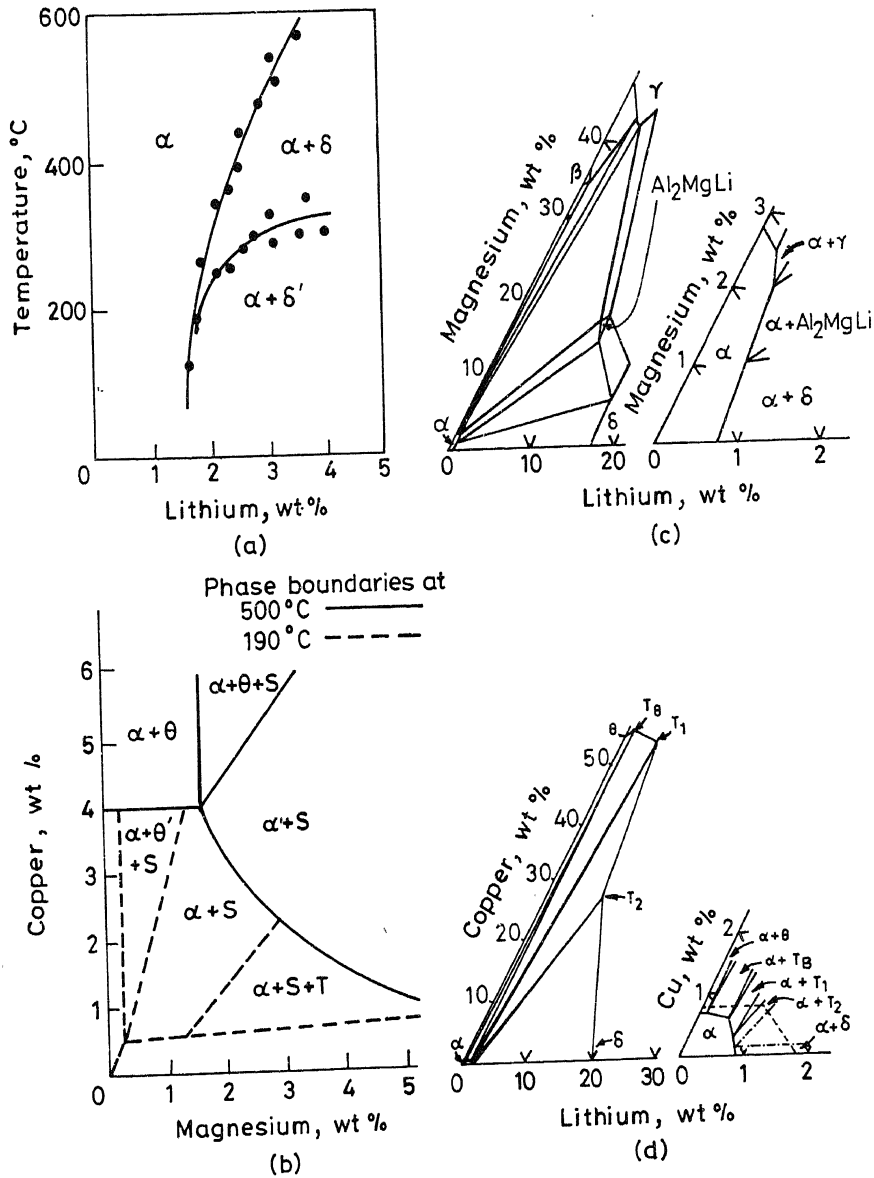 600
400
200
0
1
2
3
4
5
Temperature, °C
α
α+δ
α+δ'
Lithium, wt%
(a)
Magnesium, wt %
40
30
20
10
γ
β
Al₂MgLi
α
δ
0
10
20
Magnesium, wt %
3
2
1
α+γ
α+Al₂MgLi
α
α+δ
0
1
2
Lithium, wt %
(c)
Phase boundaries at
500°C
190°C
Copper, wt %
6
5
4
3
2
1
α+θ
α+θ+S
α+S
α+θ'
+S
α+S
α+S+T
0
1
2
3
4
5
Magnesium, wt %
(b)
Copper, wt %
50
40
30
20
10
θ
T_B
T₁
T₂
α
δ
0
10
20
30
Cu, wt %
2
1
α+θ
α+T_B
α+T₁
α+T₂
α+δ
α
0
1
2
Lithium, wt %
(d)